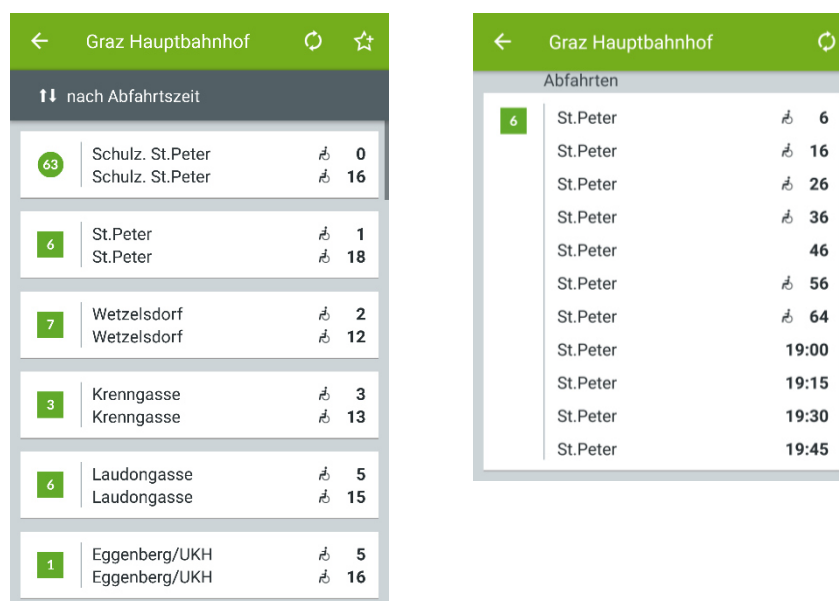 Graz Hauptbahnhof
nach Abfahrtszeit
63 Schulz. St.Peter 0
Schulz. St.Peter 16
6 St.Peter 1
St.Peter 18
7 Wetzelsdorf 2
Wetzelsdorf 12
3 Krenngasse 3
Krenngasse 13
6 Laudongasse 5
Laudongasse 15
1 Eggenberg/UKH 5
Eggenberg/UKH 16
Graz Hauptbahnhof
Abfahrten
6 St.Peter 6
St.Peter 16
St.Peter 26
St.Peter 36
St.Peter 46
St.Peter 56
St.Peter 64
St.Peter 19:00
St.Peter 19:15
St.Peter 19:30
St.Peter 19:45